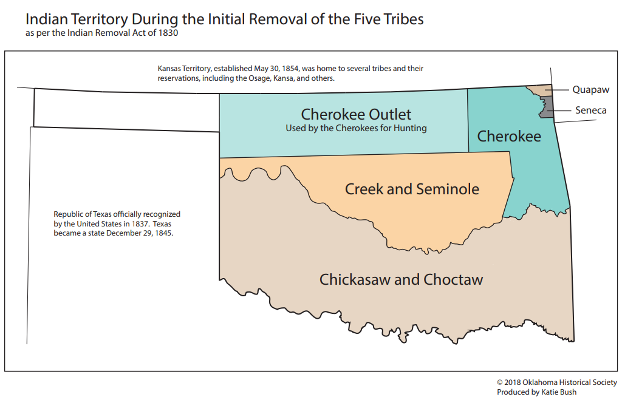 Indian Territory During the Initial Removal of the Five Tribes
as per the Indian Removal Act of 1830
Kansas Territory, established May 30, 1854, was home to several tribes and their
reservations, including the Osage, Kansa, and others.
Quapaw
Seneca
Cherokee Outlet
Used by the Cherokees for Hunting
Cherokee
Creek and Seminole
Republic of Texas officially recognized
by the United States in 1837. Texas
became a state December 29, 1845.
Chickasaw and Choctaw
© 2018 Oklahoma Historical Society
Produced by Katie Bush